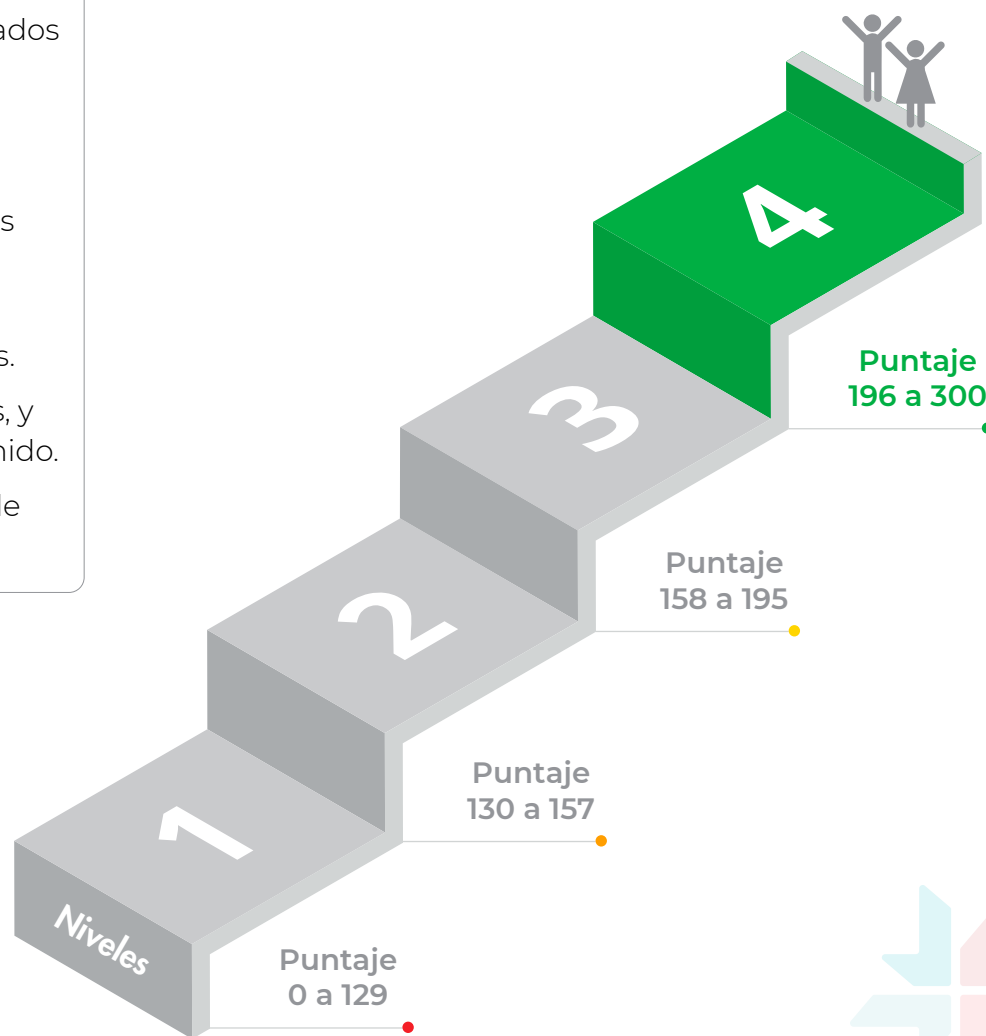 s.
s, y
4
Puntaje
196 a 300
3
Puntaje
158 a 195
2
Puntaje
130 a 157
1
Niveles
Puntaje
0 a 129